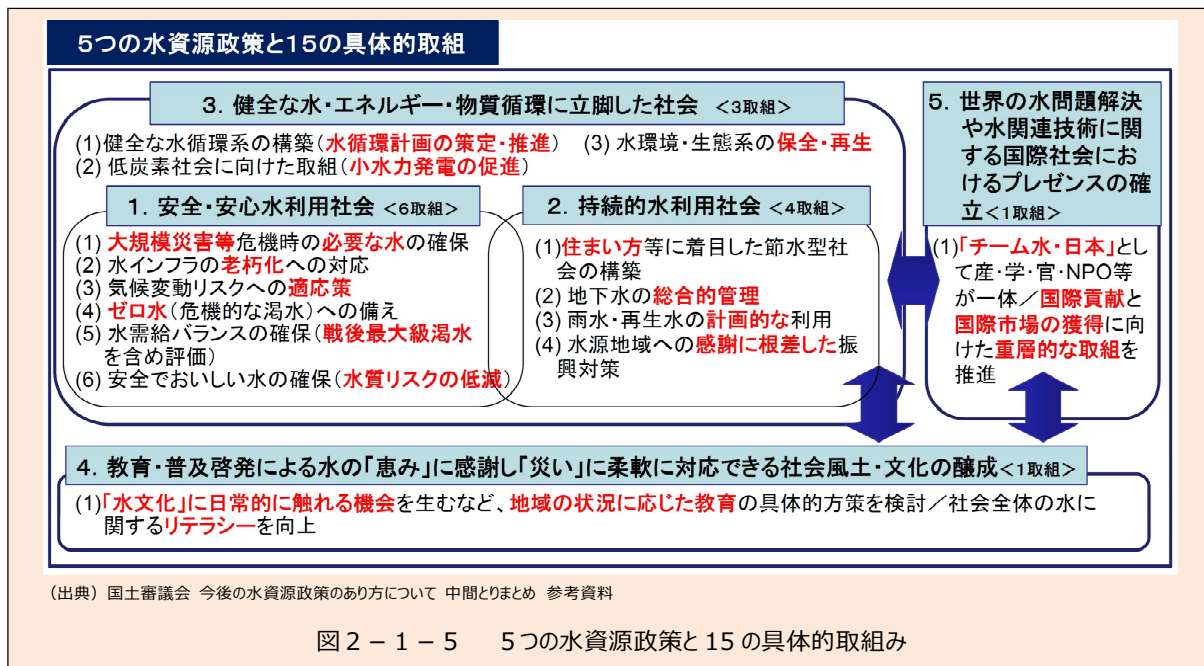 5つの水資源政策と15の具体的取組
3．健全な水・エネルギー・物質循環に立脚した社会 <3取組>
(1)健全な水循環系の構築(水循環計画の策定・推進) (3) 水環境・生態系の保全・再生
(2) 低炭素社会に向けた取組(小水力発電の促進)
1．安全・安心水利用社会 <6取組>
(1) 大規模災害等危機時の必要な水の確保
(2) 水インフラの老朽化への対応
(3) 気候変動リスクへの適応策
(4) ゼロ水(危機的な渇水)への備え
(5) 水需給バランスの確保(戦後最大級渇水
を含め評価)
(6) 安全でおいしい水の確保(水質リスクの低減)
2．持続的水利用社会 <4取組>
(1)住まい方等に着目した節水型社
会の構築
(2) 地下水の総合的管理
(3) 雨水・再生水の計画的な利用
(4) 水源地域への感謝に根差した振
興対策
5．世界の水問題解決
や水関連技術に関
する国際社会にお
けるプレゼンスの確
立<1取組>
(1)「チーム水・日本」とし
て産・学・官・NPO等
が一体／国際貢献と
国際市場の獲得に向
けた重層的な取組を
推進
4．教育・普及啓発による水の「恵み」に感謝し「災い」に柔軟に対応できる社会風土・文化の醸成<1取組>
(1)「水文化」に日常的に触れる機会を生むなど、地域の状況に応じた教育の具体的方策を検討／社会全体の水に
関するリテラシーを向上
（出典）国土審議会 今後の水資源政策のあり方について 中間とりまとめ 参考資料
図２－１－５ 5つの水資源政策と 15 の具体的取組み